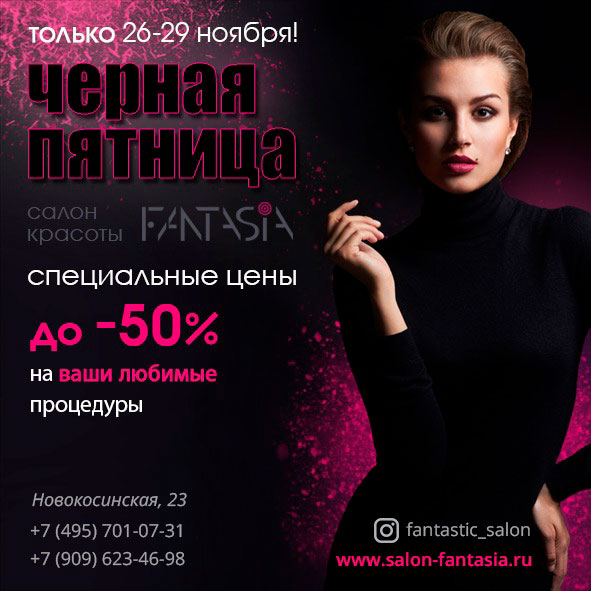 только 26-29 ноября!
черная
пятница
салон
красоты FANTASIA
специальные цены
до -50%
на ваши любимые
процедуры
Новокосинская, 23
+7 (495) 701-07-31
+7 (909) 623-46-98
fantastic_salon
www.salon-fantasia.ru